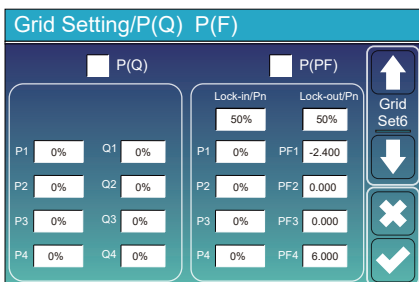 Grid Setting/P(Q) P(F)
P(Q)
P(PF)
Lock-in/Pn Lock-out/Pn
50% 50%
P1 0% Q1 0% P1 0% PF1 -2.400
P2 0% Q2 0% P2 0% PF2 0.000
P3 0% Q3 0% P3 0% PF3 0.000
P4 0% Q4 0% P4 0% PF4 6.000
Grid
Set6